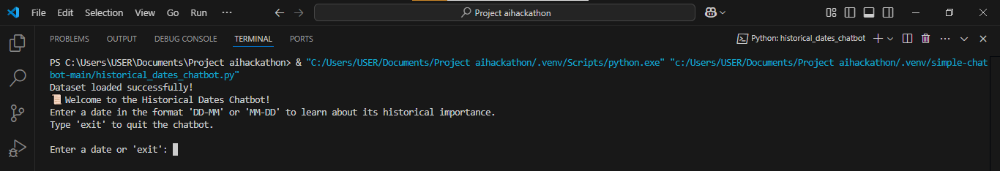 File Edit Selection View Go Run ... Project aihackathon
PROBLEMS OUTPUT DEBUG CONSOLE TERMINAL PORTS Python: historical_dates_chatbot
PS C:\Users\USER\Documents\Project aihackathon> & "C:/Users/USER/Documents/Project aihackathon/.venv/Scripts/python.exe" "c:/Users/USER/Documents/Project aihackathon/.venv/simple-chat
bot-main/historical_dates_chatbot.py"
Dataset loaded successfully!
📜 Welcome to the Historical Dates Chatbot!
Enter a date in the format 'DD-MM' or 'MM-DD' to learn about its historical importance.
Type 'exit' to quit the chatbot.
Enter a date or 'exit':